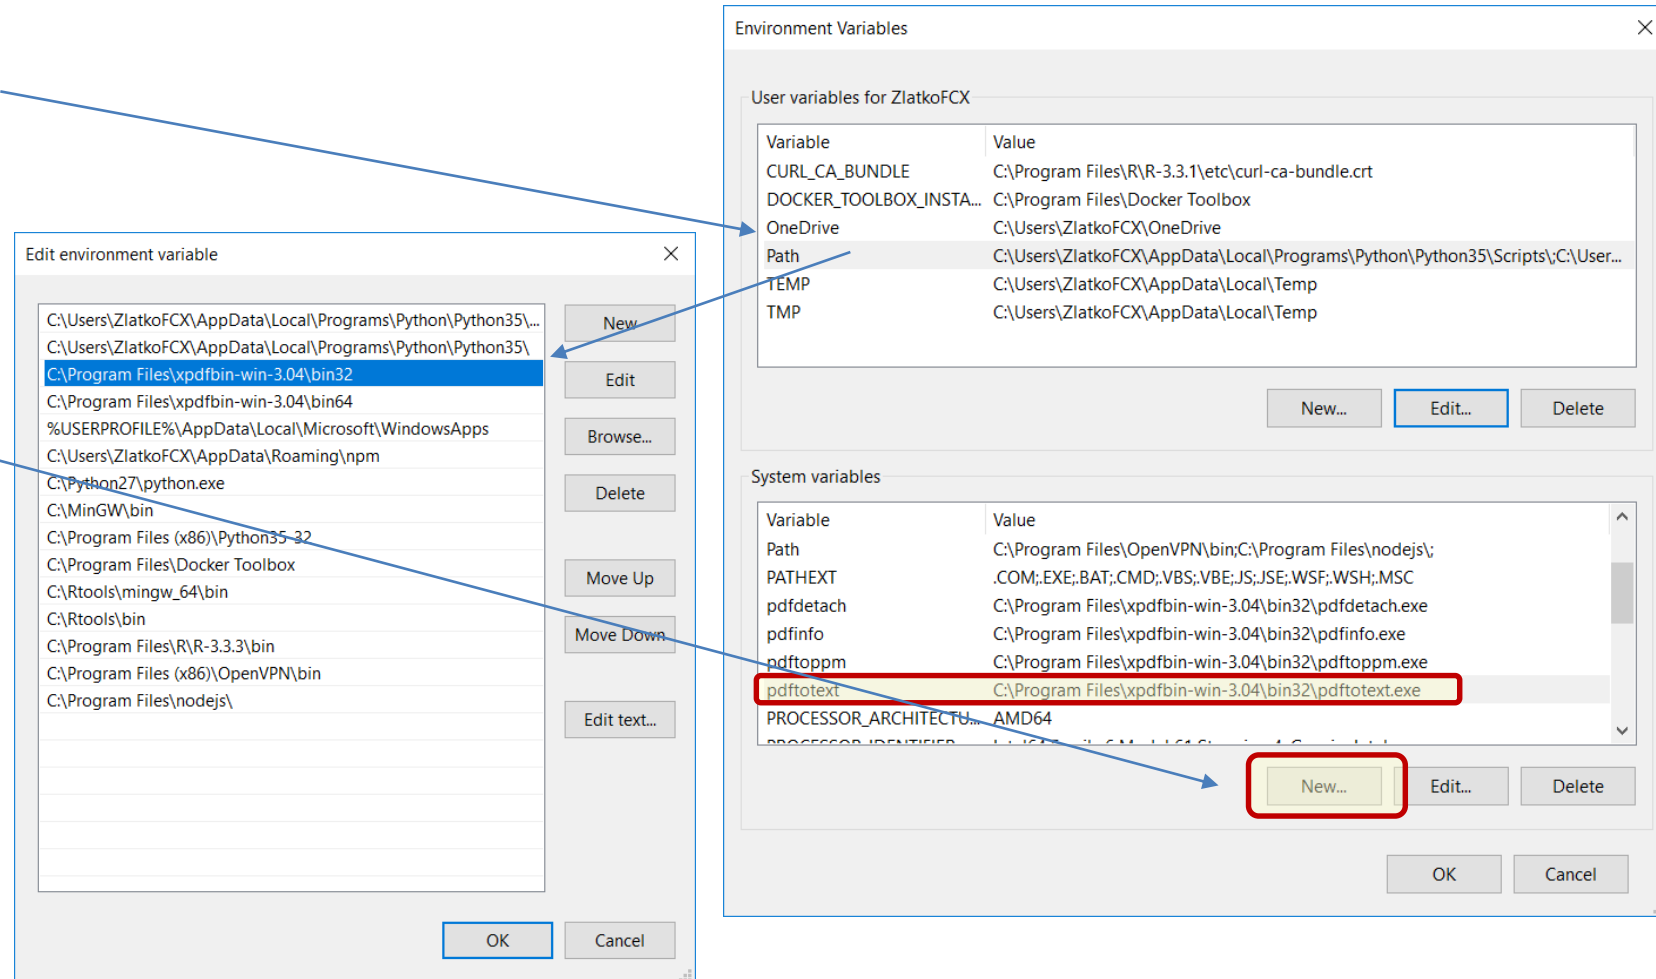 Environment Variables
User variables for ZlatkoFCX
Variable Value
CURL_CA_BUNDLE C:\Program Files\R\R-3.3.1\etc\curl-ca-bundle.crt
DOCKER_TOOLBOX_INSTA... C:\Program Files\Docker Toolbox
OneDrive C:\Users\ZlatkoFCX\OneDrive
Path C:\Users\ZlatkoFCX\AppData\Local\Programs\Python\Python35\Scripts\;C:\User...
TEMP C:\Users\ZlatkoFCX\AppData\Local\Temp
TMP C:\Users\ZlatkoFCX\AppData\Local\Temp
New... Edit... Delete
System variables
Variable Value
Path C:\Program Files\OpenVPN\bin;C:\Program Files\nodejs\;
PATHEXT .COM;.EXE;.BAT;.CMD;.VBS;.VBE;.JS;.JSE;.WSF;.WSH;.MSC
pdfdetach C:\Program Files\xpdfbin-win-3.04\bin32\pdfdetach.exe
pdfinfo C:\Program Files\xpdfbin-win-3.04\bin32\pdfinfo.exe
pdftoppm C:\Program Files\xpdfbin-win-3.04\bin32\pdftoppm.exe
pdftotext C:\Program Files\xpdfbin-win-3.04\bin32\pdftotext.exe
PROCESSOR_ARCHITECTU... AMD64
New... Edit... Delete
OK Cancel
Edit environment variable
C:\Users\ZlatkoFCX\AppData\Local\Programs\Python\Python35\...
C:\Users\ZlatkoFCX\AppData\Local\Programs\Python\Python35\
C:\Program Files\xpdfbin-win-3.04\bin32
C:\Program Files\xpdfbin-win-3.04\bin64
%USERPROFILE%\AppData\Local\Microsoft\WindowsApps
C:\Users\ZlatkoFCX\AppData\Roaming\npm
C:\Python27\python.exe
C:\MinGW\bin
C:\Program Files (x86)\Python35-32
C:\Program Files\Docker Toolbox
C:\Rtools\mingw_64\bin
C:\Rtools\bin
C:\Program Files\R\R-3.3.3\bin
C:\Program Files (x86)\OpenVPN\bin
C:\Program Files\nodejs\
New
Edit
Browse...
Delete
Move Up
Move Down
Edit text...
OK Cancel